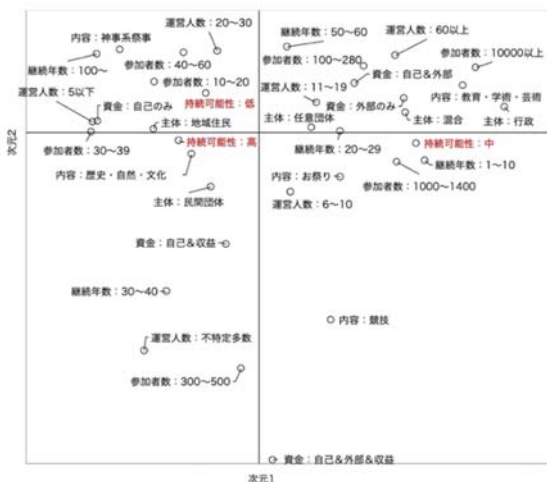 運営人数：20～30
継続年数：50～60
運営人数：60以上
内容：神事系祭事
参加者数：40～60
参加者数：100~280
参加者数：10000以上
継続年数：100～
参加者数：10～20
資金：自己&外部
運営人数：5以下
運営人数：11～19
持続可能性：低
資金：外部のみ
内容：教育・学術・芸術
資金：自己のみ
主体：地域住民
主体：任意団体
主体：混合
主体：行政
次元2
参加者数：30～39
持続可能性：高
継続年数：20～29
持続可能性：中
内容：歴史・自然・文化
内容：お祭り
継続年数：1～10
主体：民間団体
運営人数：6～10
参加者数：1000～1400
資金：自己&収益
継続年数：30～40
内容：競技
運営人数：不特定多数
参加者数：300～500
資金：自己&外部&収益
次元1